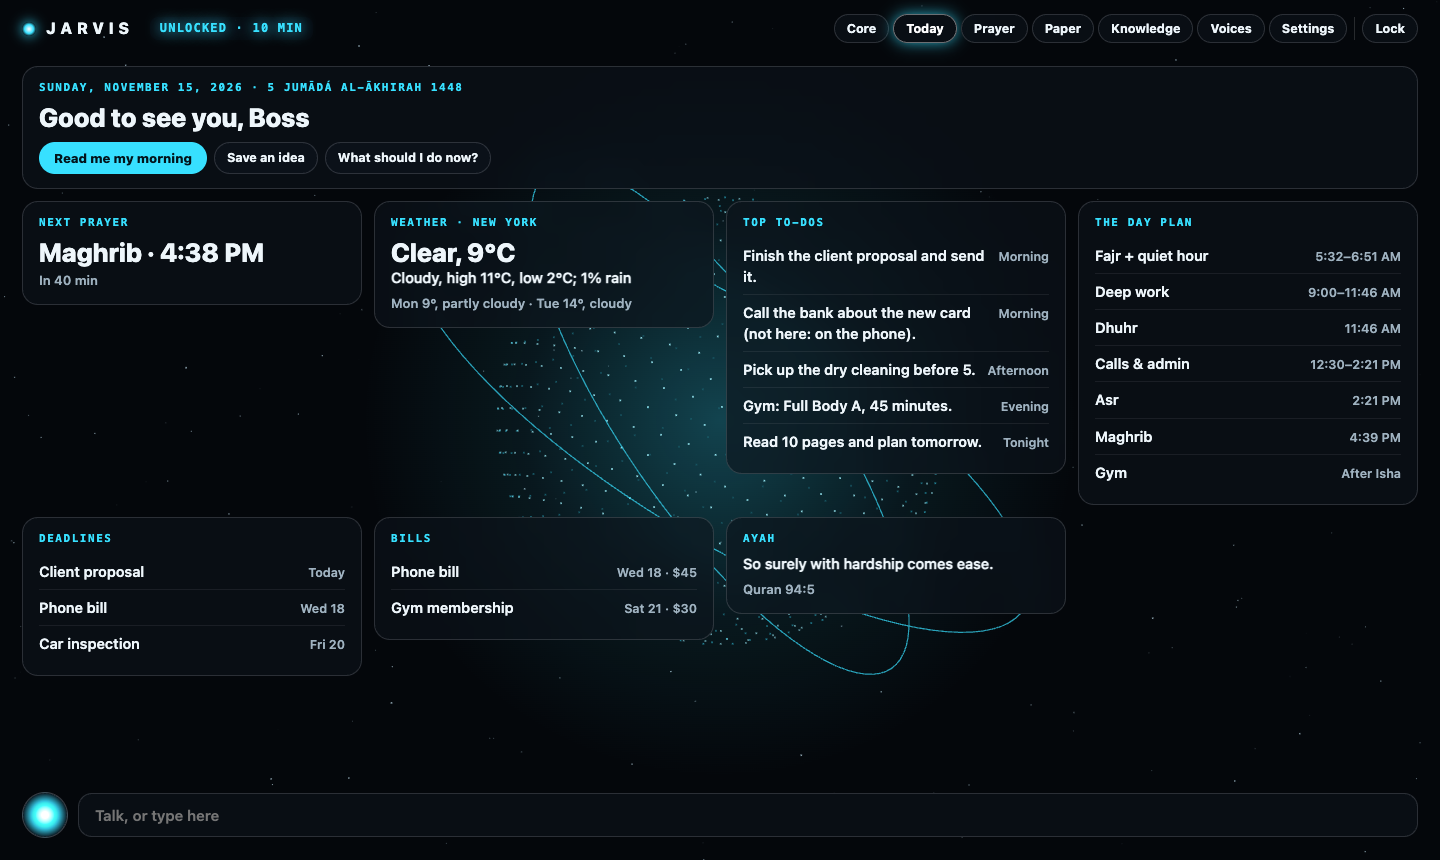 JARVIS
UNLOCKED · 10 MIN
Core
Today
Prayer
Paper
Knowledge
Voices
Settings
Lock
SUNDAY, NOVEMBER 15, 2026 · 5 JUMĀDÁ AL-ĀKHIRAH 1448
Good to see you, Boss
Read me my morning
Save an idea
What should I do now?
NEXT PRAYER
Maghrib · 4:38 PM
In 40 min
WEATHER · NEW YORK
Clear, 9°C
Cloudy, high 11°C, low 2°C; 1% rain
Mon 9°, partly cloudy · Tue 14°, cloudy
TOP TO-DOS
Finish the client proposal and send Morning
it.
Call the bank about the new card Morning
(not here: on the phone).
Pick up the dry cleaning before 5. Afternoon
Gym: Full Body A, 45 minutes. Evening
Read 10 pages and plan tomorrow. Tonight
THE DAY PLAN
Fajr + quiet hour 5:32–6:51 AM
Deep work 9:00–11:46 AM
Dhuhr 11:46 AM
Calls & admin 12:30–2:21 PM
Asr 2:21 PM
Maghrib 4:39 PM
Gym After Isha
DEADLINES
Client proposal Today
Phone bill Wed 18
Car inspection Fri 20
BILLS
Phone bill Wed 18 · $45
Gym membership Sat 21 · $30
AYAH
So surely with hardship comes ease.
Quran 94:5
Talk, or type here